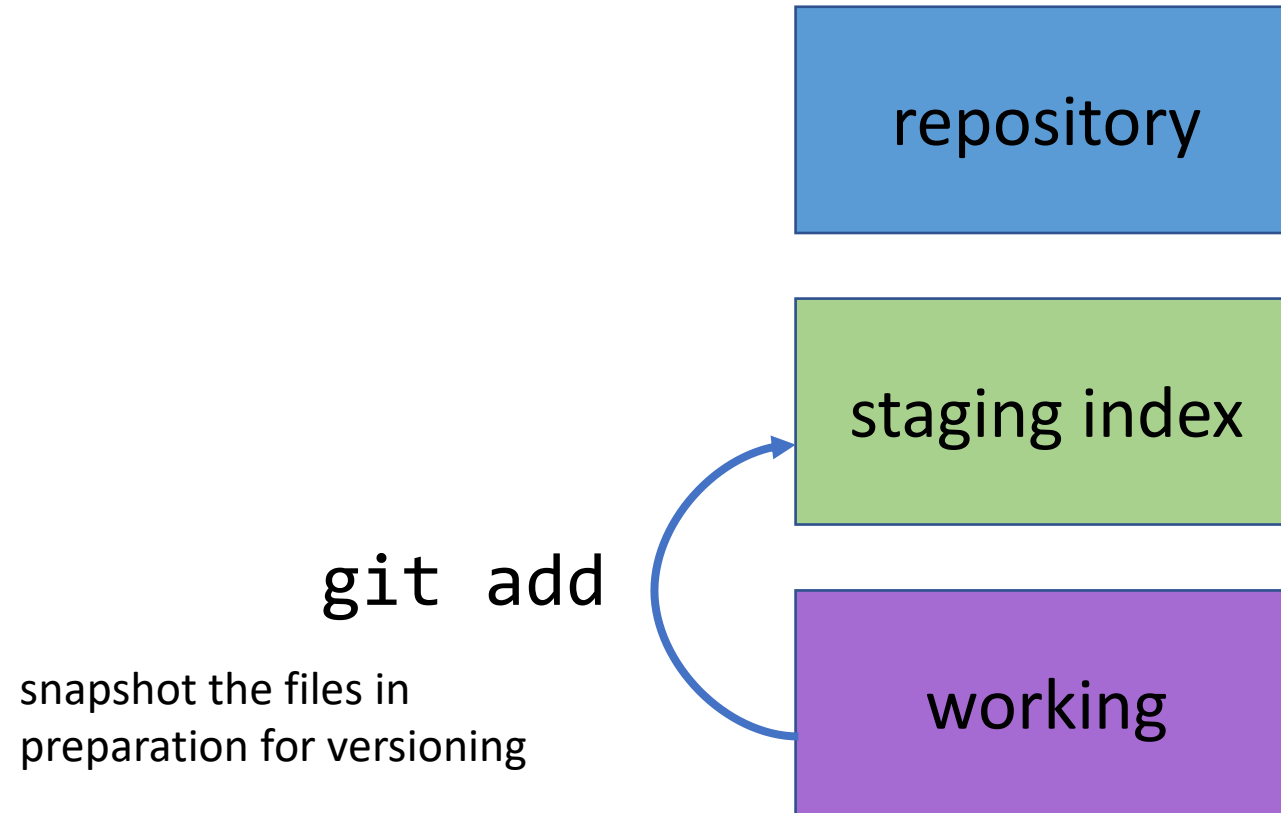 repository
staging index
git add
snapshot the files in
preparation for versioning
working